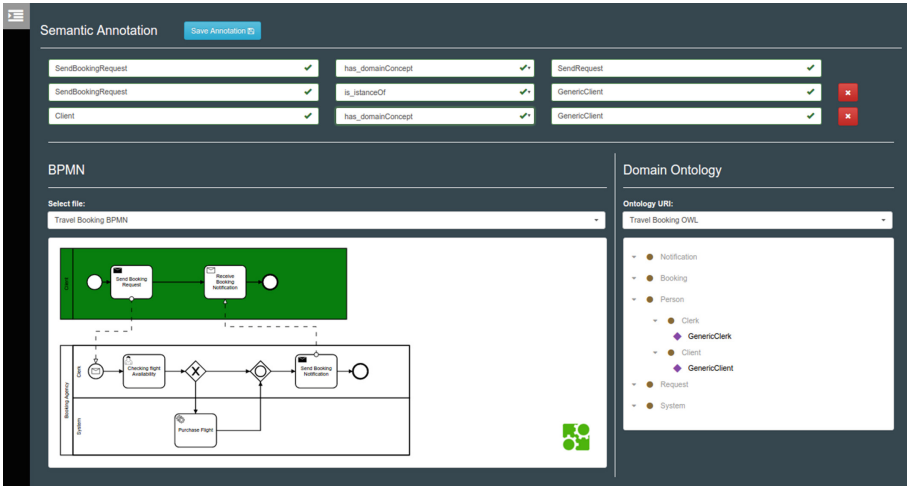 Semantic Annotation
Save Annotation
SendBookingRequest has_domainConcept SendRequest
SendBookingRequest is_istanceOf GenericClient
Client has_domainConcept GenericClient
BPMN
Select file:
Travel Booking BPMN
Client
Send Booking
Request
Receive
Booking
Notification
Booking Agency
Clerk
Checking flight
Availability
Send Booking
Notification
System
Purchase Flight
Domain Ontology
Ontology URI:
Travel Booking OWL
Notification
Booking
Person
Clerk
GenericClerk
Client
GenericClient
Request
System